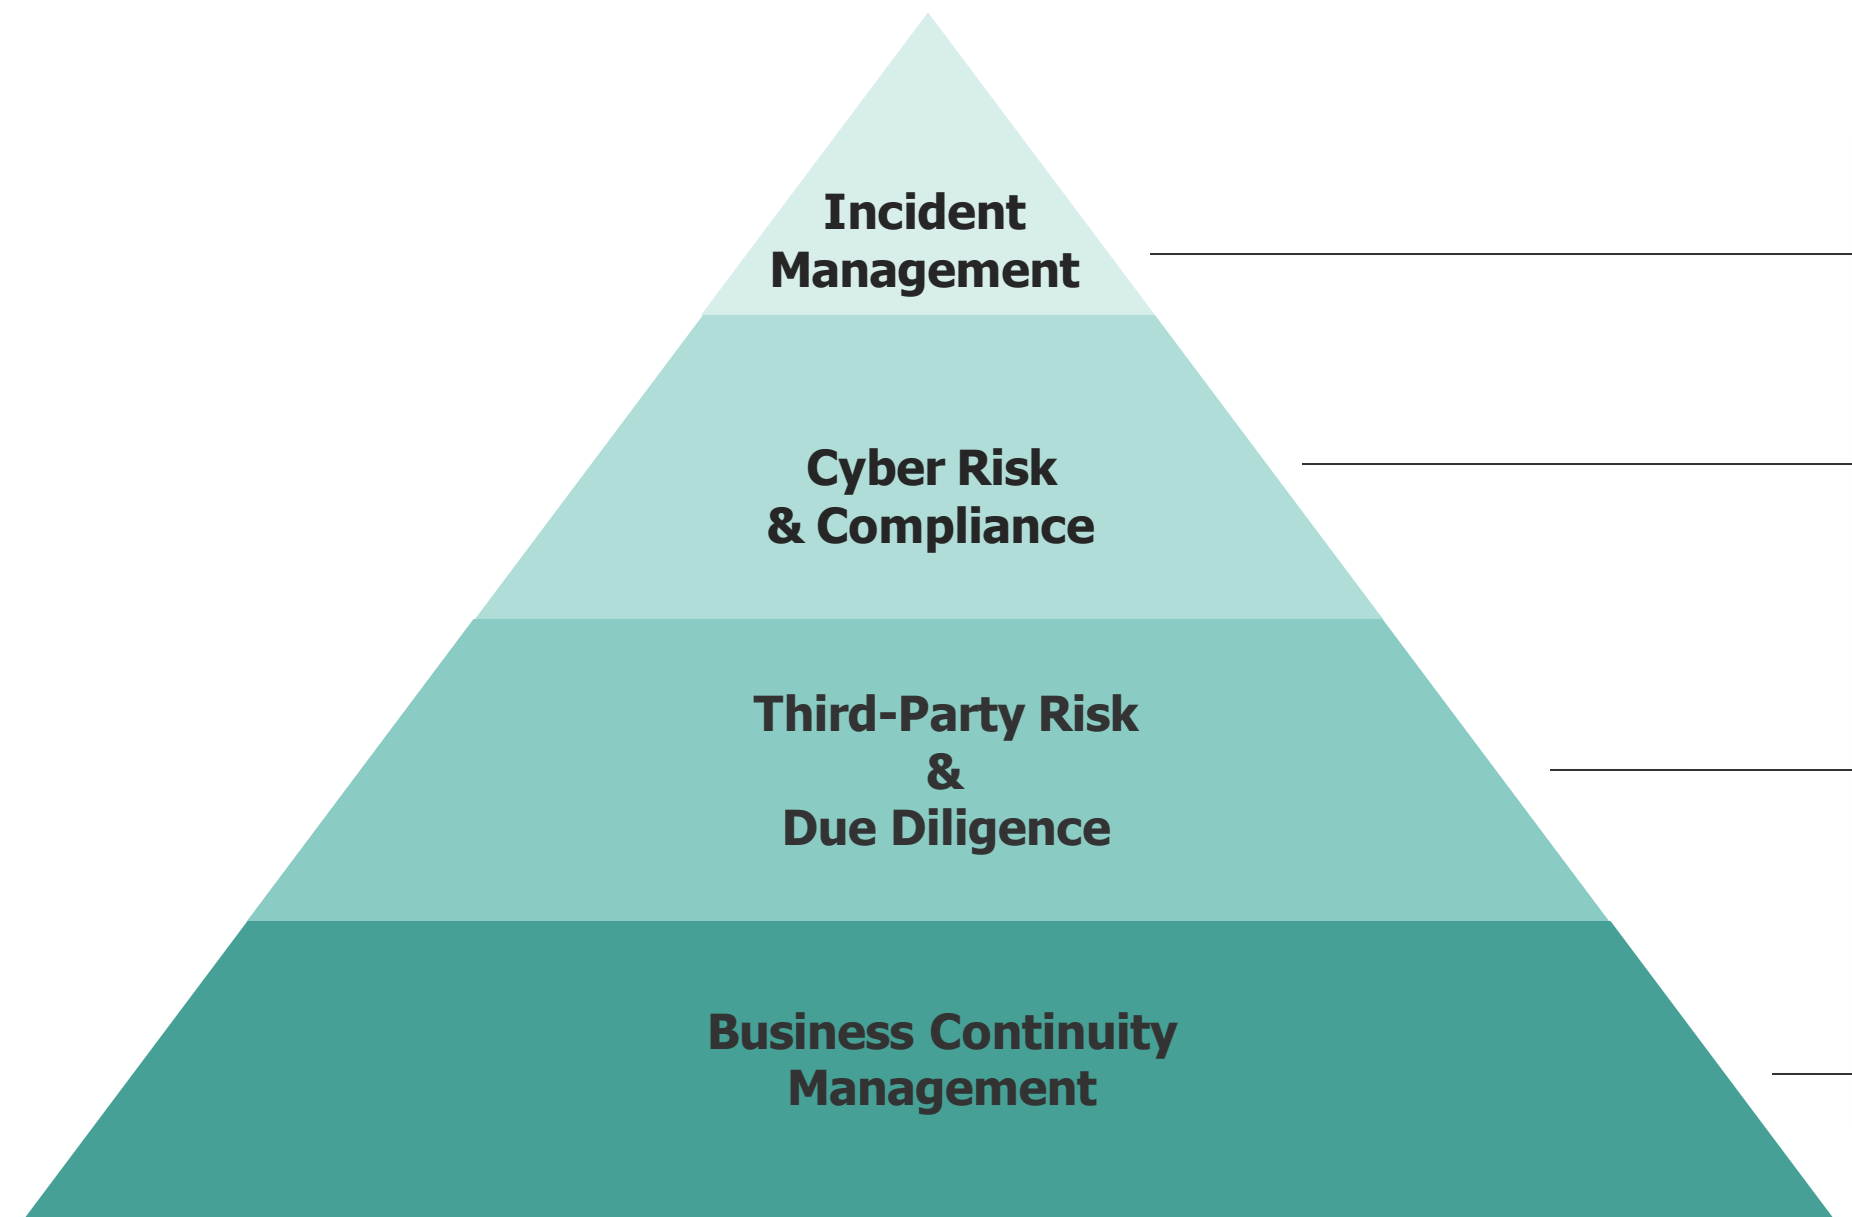 Incident
Management
Cyber Risk
& Compliance
Third-Party Risk
&
Due Diligence
Business Continuity
Management